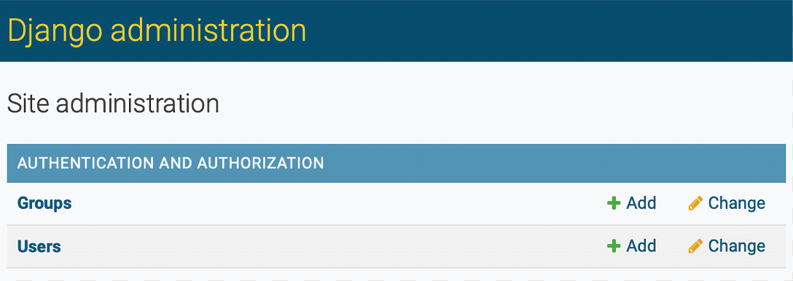 Django administration
Site administration
AUTHENTICATION AND AUTHORIZATION
Groups Add Change
Users Add Change